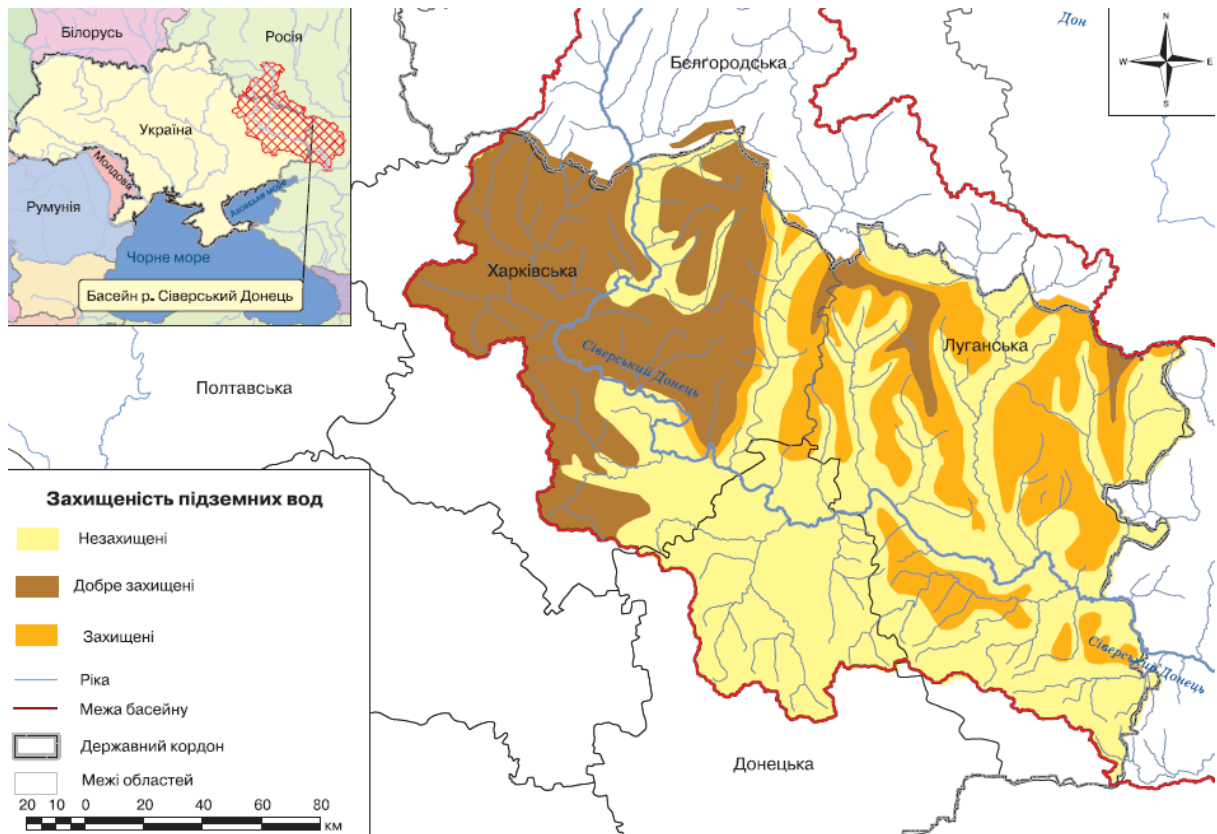 Білорусь
Росія
Україна
Молдова
Румунія
Азовське море
Чорне море
Басейн р. Сіверський Донець
Дон
N
W
E
S
Бєлгородська
Харківська
Луганська
Сіверський Донець
Полтавська
Сіверський Донець
Донецька
Захищеність підземних вод
Незахищені
Добре захищені
Захищені
Ріка
Межа басейну
Державний кордон
Межі областей
20 10 0 20 40 60 80
км